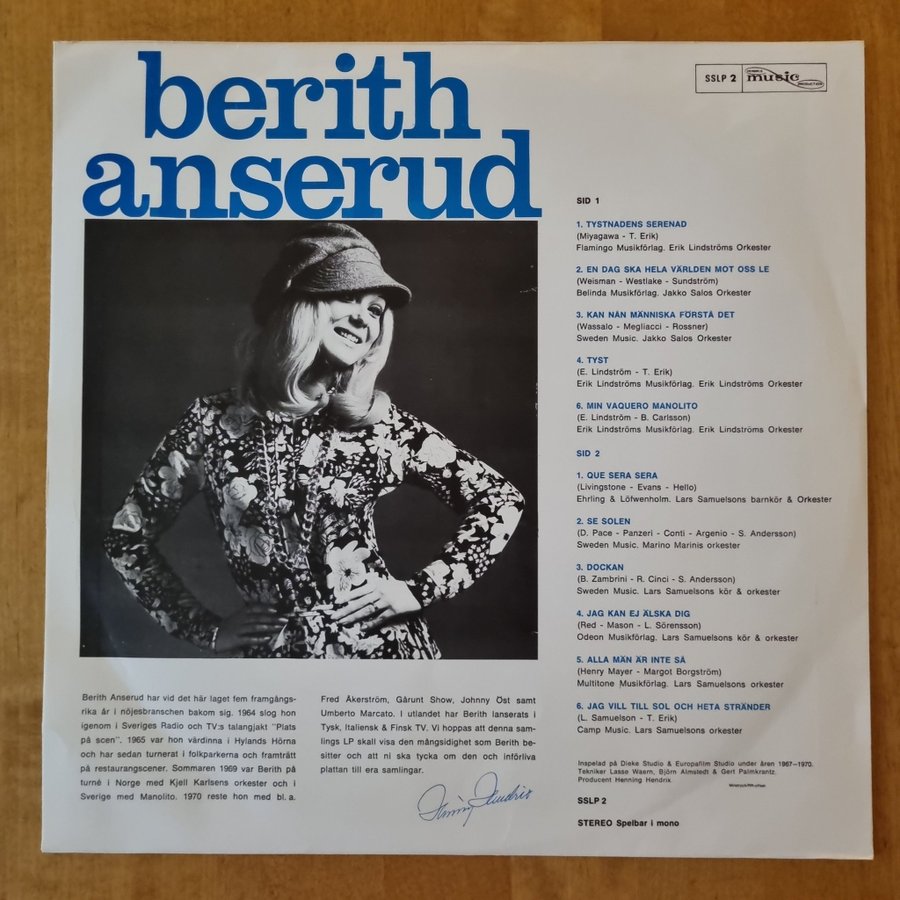 berith
anserud
SSLP 2 music
PRODUCTION
SID 1
1. TYSTNADENS SERENAD
(Miyagawa - T. Erik)
Flamingo Musikförlag. Erik Lindströms Orkester
2. EN DAG SKA HELA VÄRLDEN MOT OSS LE
(Weisman - Westlake - Sundström)
Belinda Musikförlag. Jakko Salos Orkester
3. KAN NÅN MÄNNISKA FÖRSTÅ DET
(Wassalo - Megliacci - Rossner)
Sweden Music. Jakko Salos Orkester
4. TYST
(E. Lindström - T. Erik)
Erik Lindströms Musikförlag. Erik Lindströms Orkester
6. MIN VAQUERO MANOLITO
(E. Lindström - B. Carlsson)
Erik Lindströms Musikförlag. Erik Lindströms Orkester
SID 2
1. QUE SERA SERA
(Livingstone - Evans - Hello)
Ehrling & Löfwenholm. Lars Samuelsons barnkör & Orkester
2. SE SOLEN
(D. Pace - Panzeri - Conti - Argenio - S. Andersson)
Sweden Music. Marino Marinis orkester
3. DOCKAN
(B. Zambrini - R. Cinci - S. Andersson)
Sweden Music. Lars Samuelsons kör & orkester
4. JAG KAN EJ ÄLSKA DIG
(Red - Mason - L. Sörensson)
Odeon Musikförlag. Lars Samuelsons kör & orkester
5. ALLA MÄN ÄR INTE SÅ
(Henry Mayer - Margot Borgström)
Multitone Musikförlag. Lars Samuelsons orkester
6. JAG VILL TILL SOL OCH HETA STRÄNDER
(L. Samuelson - T. Erik)
Camp Music. Lars Samuelsons orkester
Inspelad på Dieke Studio & Europafilm Studio under åren 1967–1970.
Tekniker Lasse Waern, Björn Almstedt & Gert Palmkrantz.
Producent Henning Hendrix
SSLP 2
STEREO Spelbar i mono
Berith Anserud har vid det här laget fem framgångs-
rika år i nöjesbranschen bakom sig. 1964 slog hon
igenom i Sveriges Radio och TV:s talangjakt "Plats
på scen". 1965 var hon värdinna i Hylands Hörna
och har sedan turnerat i folkparkerna och framträtt
på restaurangscener. Sommaren 1969 var Berith på
turné i Norge med Kjell Karlsens orkester och i
Sverige med Manolito. 1970 reste hon med bl. a.
Fred Åkerström, Gårunt Show, Johnny Öst samt
Umberto Marcato. I utlandet har Berith lanserats i
Tysk, Italiensk & Finsk TV. Vi hoppas att denna sam-
lings LP skall visa den mångsidighet som Berith be-
sitter och att ni ska tycka om den och införliva
plattan till era samlingar.